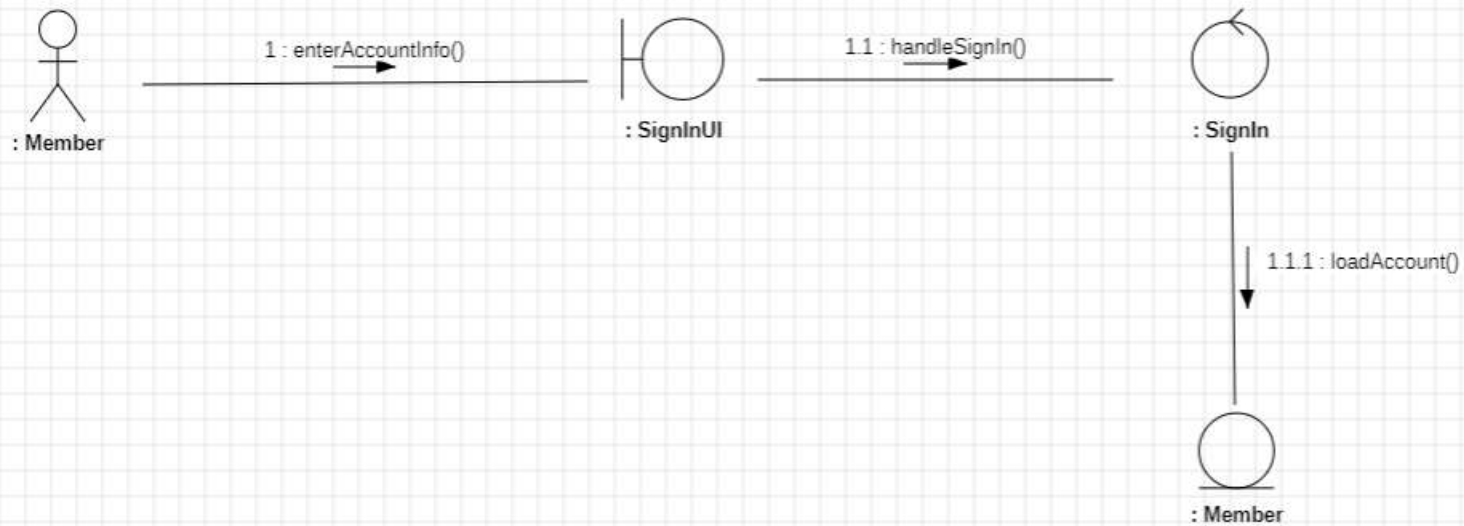 1 : enterAccountInfo()
1.1 : handleSignIn()
: Member
: SignInUI
: SignIn
1.1.1 : loadAccount()
: Member